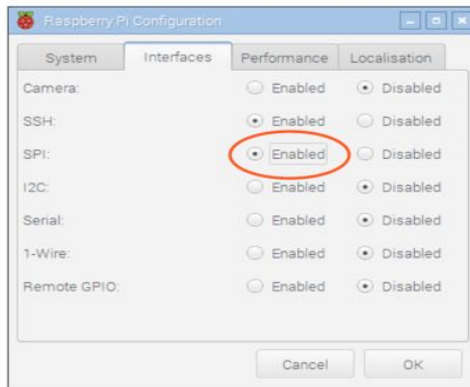 Raspberry Pi Configuration
System Interfaces Performance Localisation
Camera: Enabled Disabled
SSH: Enabled Disabled
SPI: Enabled Disabled
I2C: Enabled Disabled
Serial: Enabled Disabled
1-Wire: Enabled Disabled
Remote GPIO: Enabled Disabled
Cancel OK